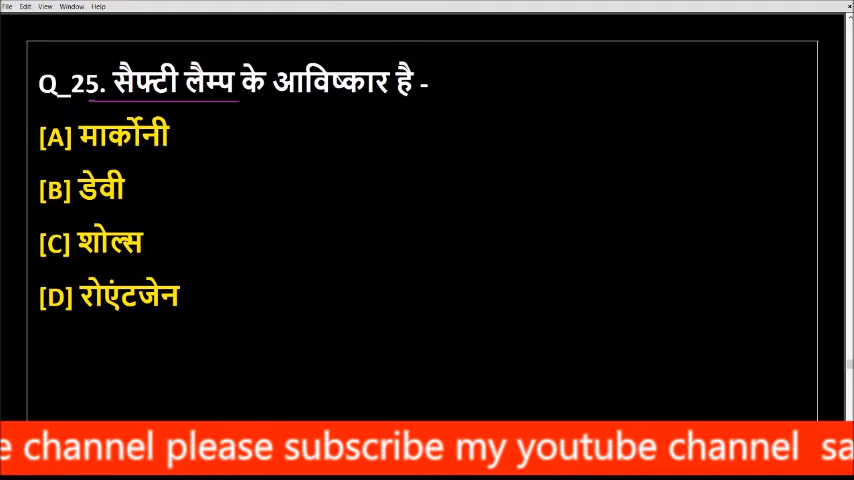 File Edit View Window Help
Q_25. सैफ्टी लैम्प के आविष्कार है -
[A] मार्कोनी
[B] डेवी
[C] शोल्स
[D] रोएंटजेन
e channel please subscribe my youtube channel sa